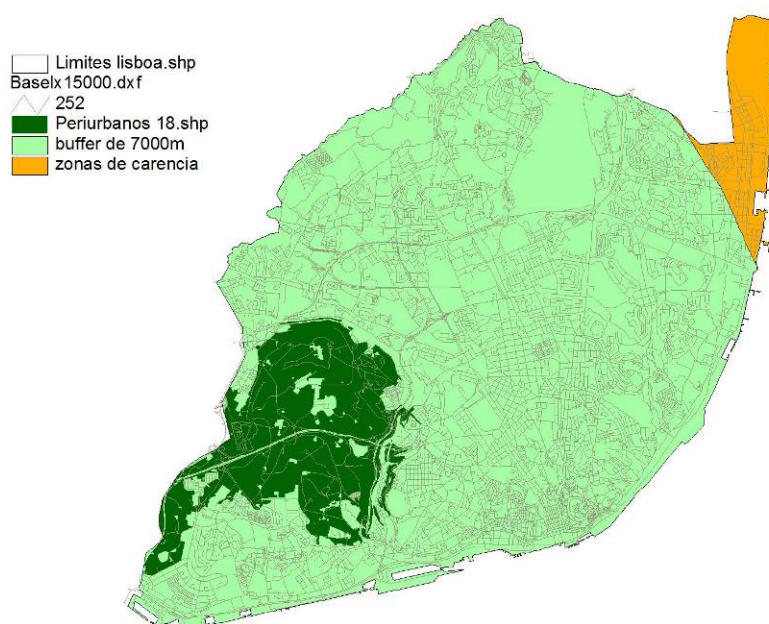 Limites lisboa.shp
Baselx15000.dxf
252
Periurbanos 18.shp
buffer de 7000m
zonas de carencia